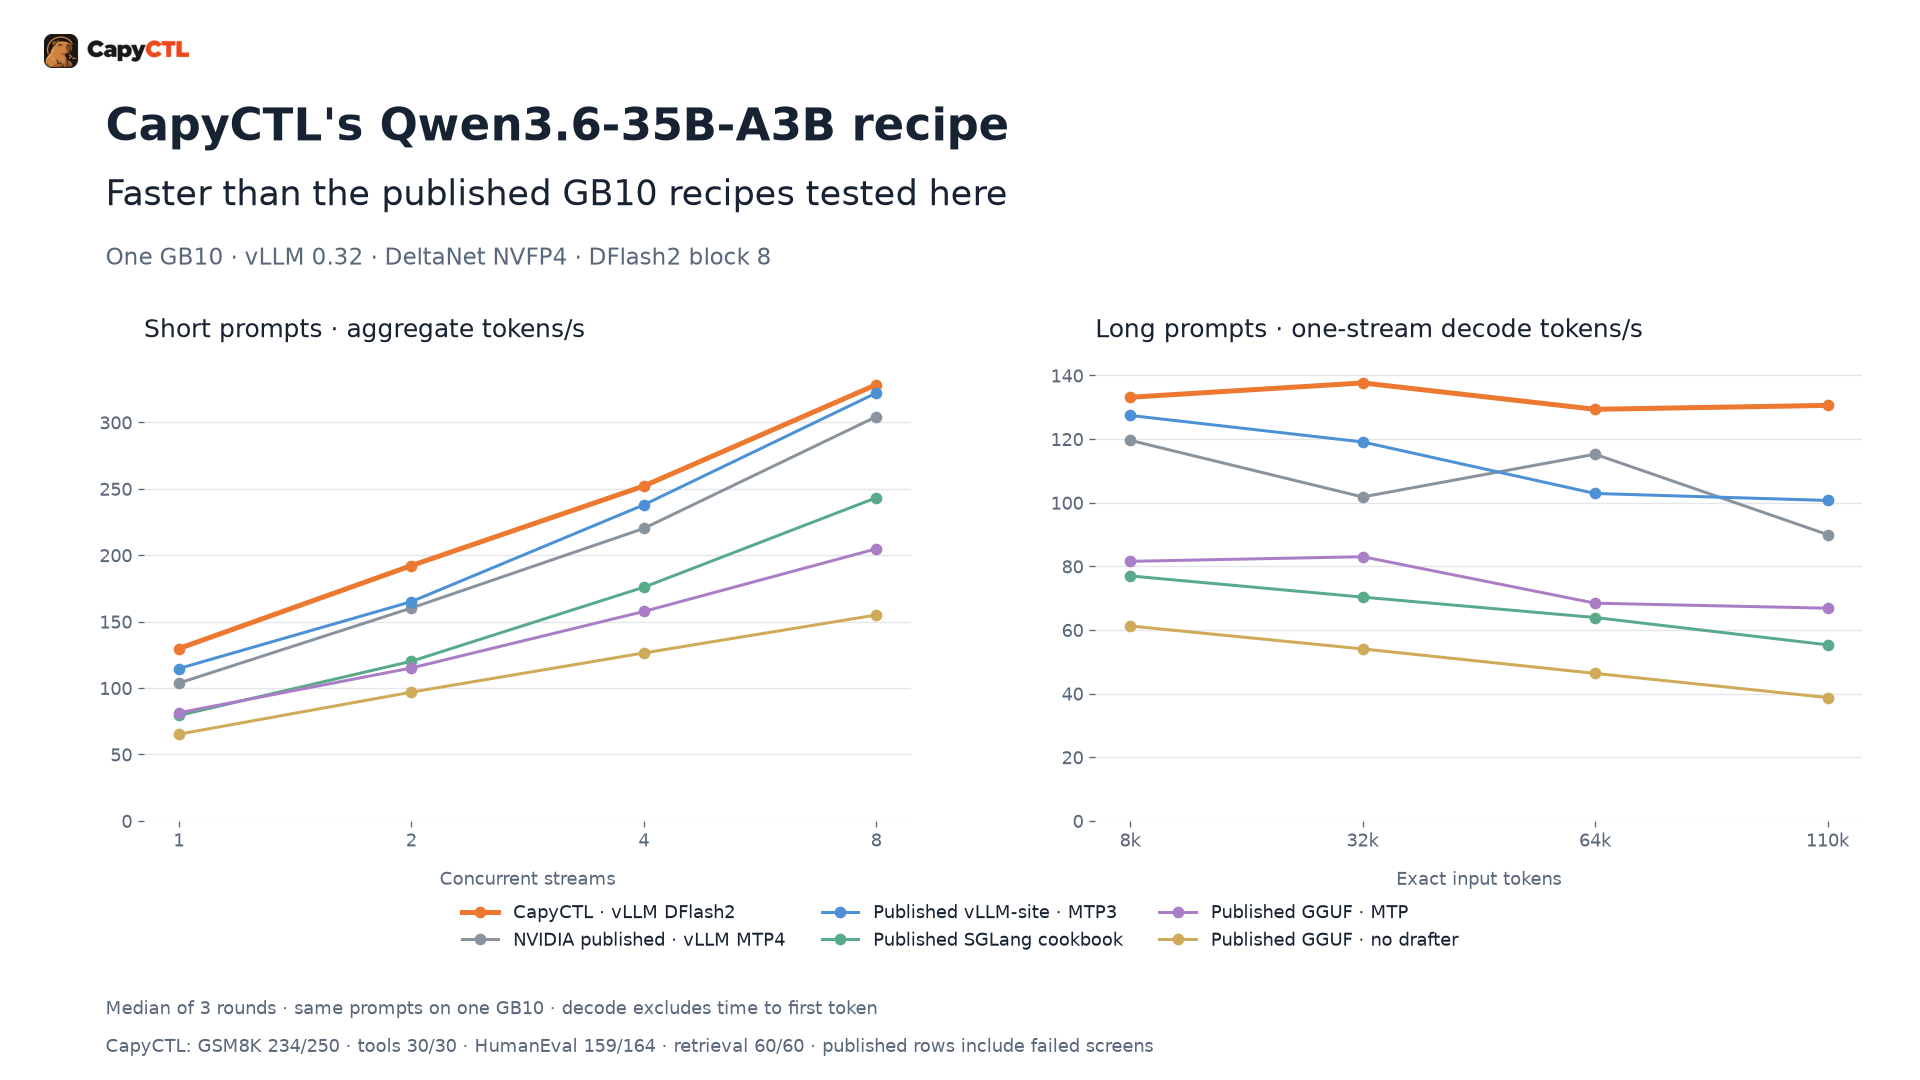 CapyCTL
CapyCTL's Qwen3.6-35B-A3B recipe
Faster than the published GB10 recipes tested here
One GB10 · vLLM 0.32 · DeltaNet NVFP4 · DFlash2 block 8
Short prompts · aggregate tokens/s
300
250
200
150
100
50
0
1 2 4 8
Concurrent streams
Long prompts · one-stream decode tokens/s
140
120
100
80
60
40
20
0
8k 32k 64k 110k
Exact input tokens
CapyCTL · vLLM DFlash2
NVIDIA published · vLLM MTP4
Published vLLM-site · MTP3
Published SGLang cookbook
Published GGUF · MTP
Published GGUF · no drafter
Median of 3 rounds · same prompts on one GB10 · decode excludes time to first token
CapyCTL: GSM8K 234/250 · tools 30/30 · HumanEval 159/164 · retrieval 60/60 · published rows include failed screens